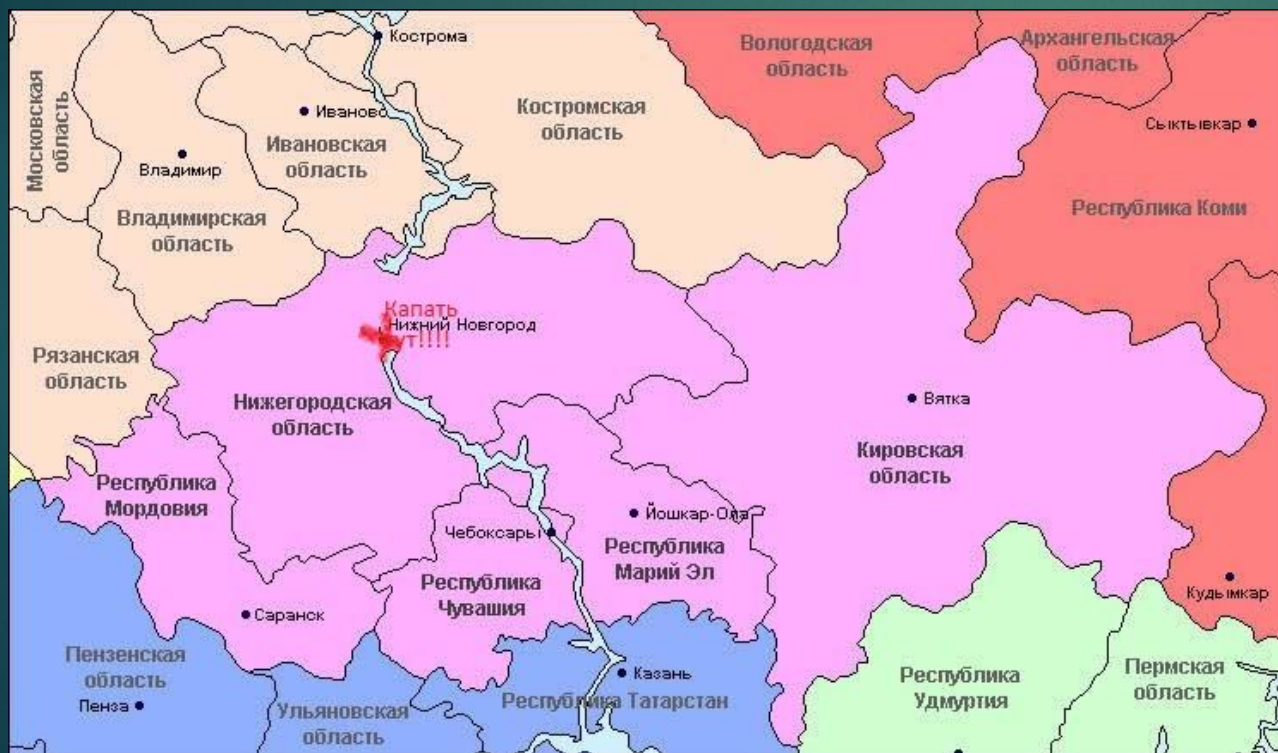 Кострома
Вологодская
область
Архангельская
область
Московская
область
Иваново
Ивановская
область
Костромская
область
Сыктывкар
Владимир
Владимирская
область
Республика Коми
Капать
Нижний Новгород
ут!!!!
Рязанская
область
Нижегородская
область
Вятка
Кировская
область
Республика
Мордовия
Йошкар-Ола
Чебоксары
Республика
Марий Эл
Республика
Чувашия
Саранск
Кудымкар
Пензенская
область
Пенза
Ульяновская
область
Казань
Республика Татарстан
Республика
Удмуртия
Пермская
область